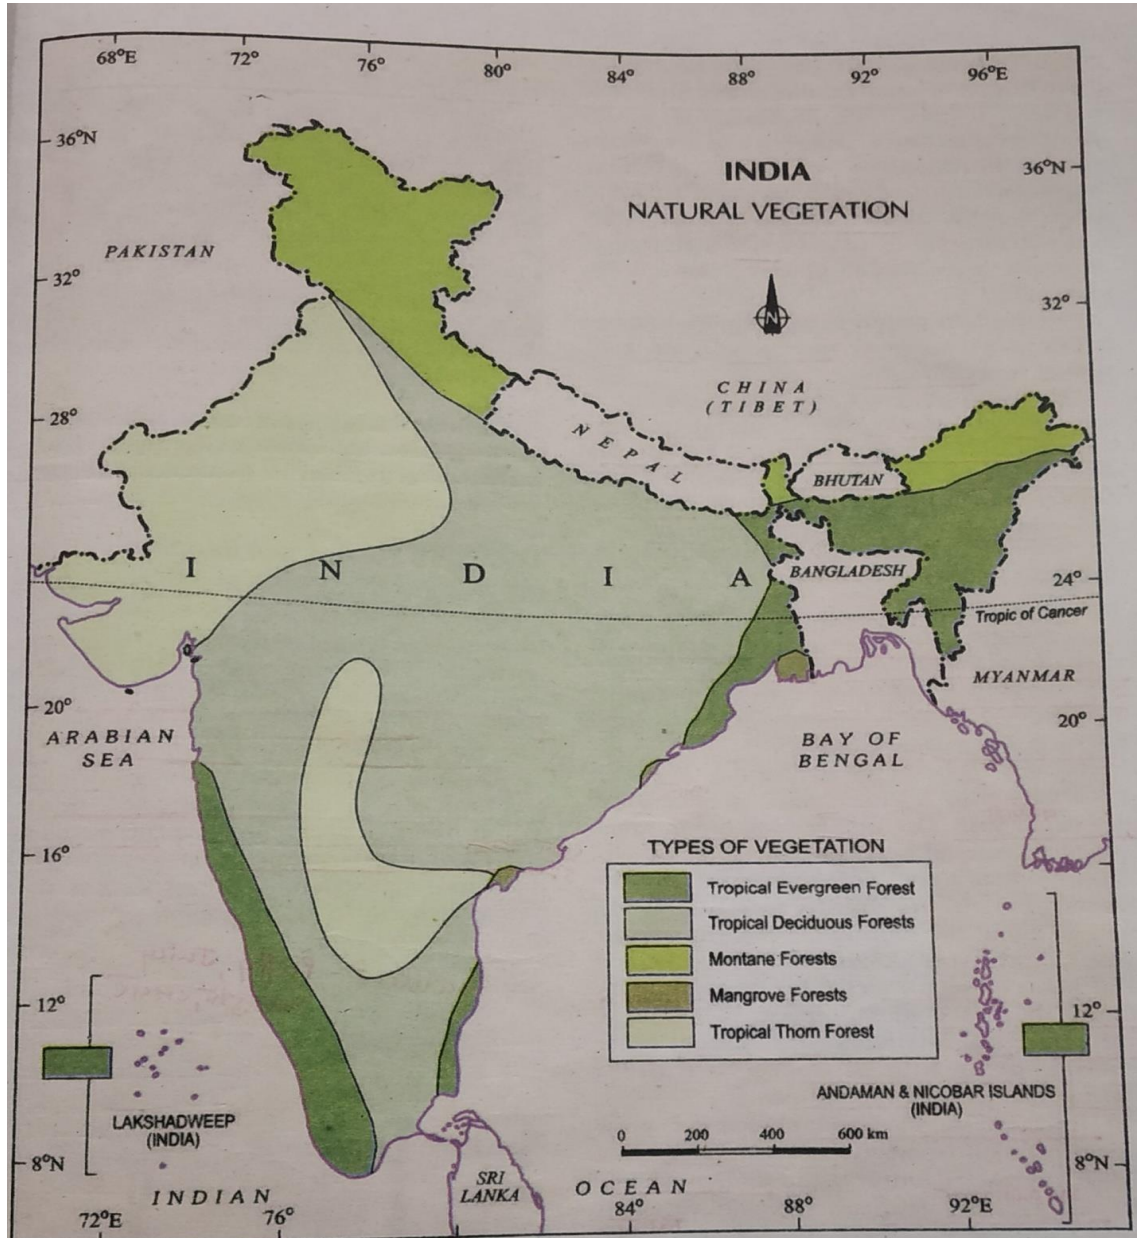 68°E 72° 76° 80° 84° 88° 92° 96°E
36°N
INDIA
36°N
NATURAL VEGETATION
PAKISTAN
32°
N
32°
CHINA
(TIBET)
28°
NEPAL
BHUTAN
INDIA
BANGLADESH
24°
Tropic of Cancer
MYANMAR
20°
20°
ARABIAN
SEA
BAY OF
BENGAL
16°
TYPES OF VEGETATION
Tropical Evergreen Forest
Tropical Deciduous Forests
Montane Forests
Mangrove Forests
Tropical Thorn Forest
12°
12°
LAKSHADWEEP
(INDIA)
ANDAMAN & NICOBAR ISLANDS
(INDIA)
0 200 400 600 km
8°N
8°N
SRI
LANKA
INDIAN OCEAN
72°E 76° 84° 88° 92°E